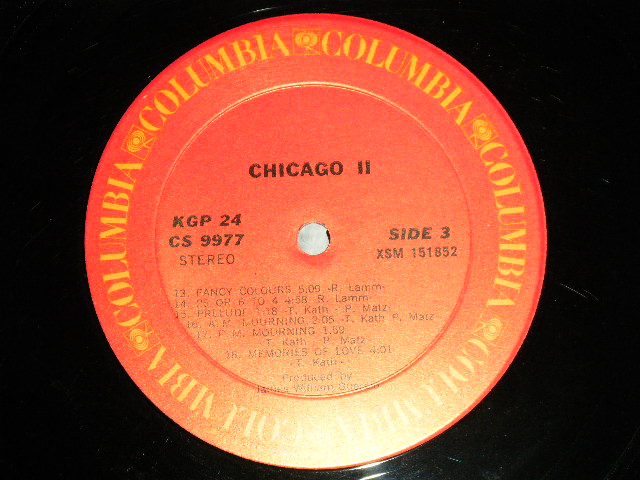 COLUMBIA COLUMBIA COLUMBIA COLUMBIA COLUMBIA COLUMBIA
CHICAGO II
KGP 24
CS 9977
STEREO
SIDE 3
XSM 151852
13. FANCY COLOURS 5:09 -R. Lamm-
14. 25 OR 6 TO 4 4:58 R. Lamm-
15. PRELUDE 1:18 -T. Kath - P. Matz-
16. A.M. MOURNING 2:05 -T. Kath P. Matz-
17. P.M. MOURNING 1:59
T. Kath P. Matz
18. MEMORIES OF LOVE 4:01
-T. Kath-
Produced by
James William Guercio